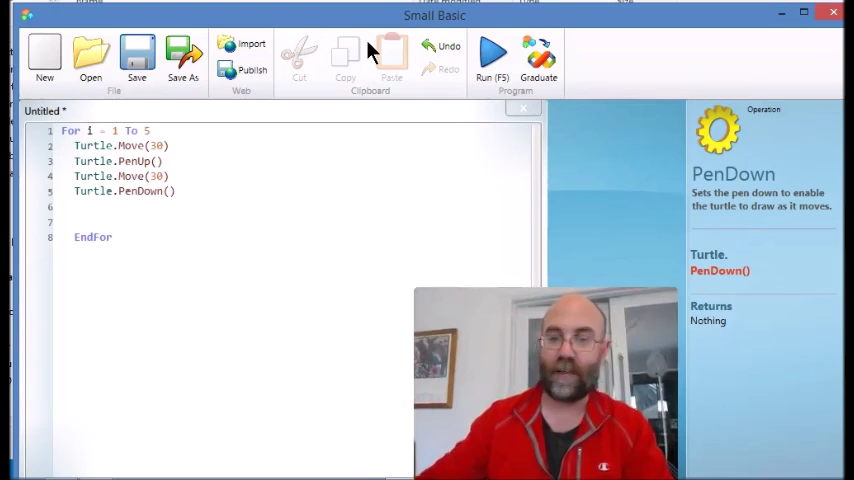 Small Basic
New
Open
Save
Save As
Import
Publish
Cut
Copy
Paste
Undo
Redo
Run (F5)
Graduate
File
Web
Clipboard
Program
Untitled *
1 For i = 1 To 5
2 Turtle.Move(30)
3 Turtle.PenUp()
4 Turtle.Move(30)
5 Turtle.PenDown()
6
7
8 EndFor
Operation
PenDown
Sets the pen down to enable
the turtle to draw as it moves.
Turtle.
PenDown()
Returns
Nothing